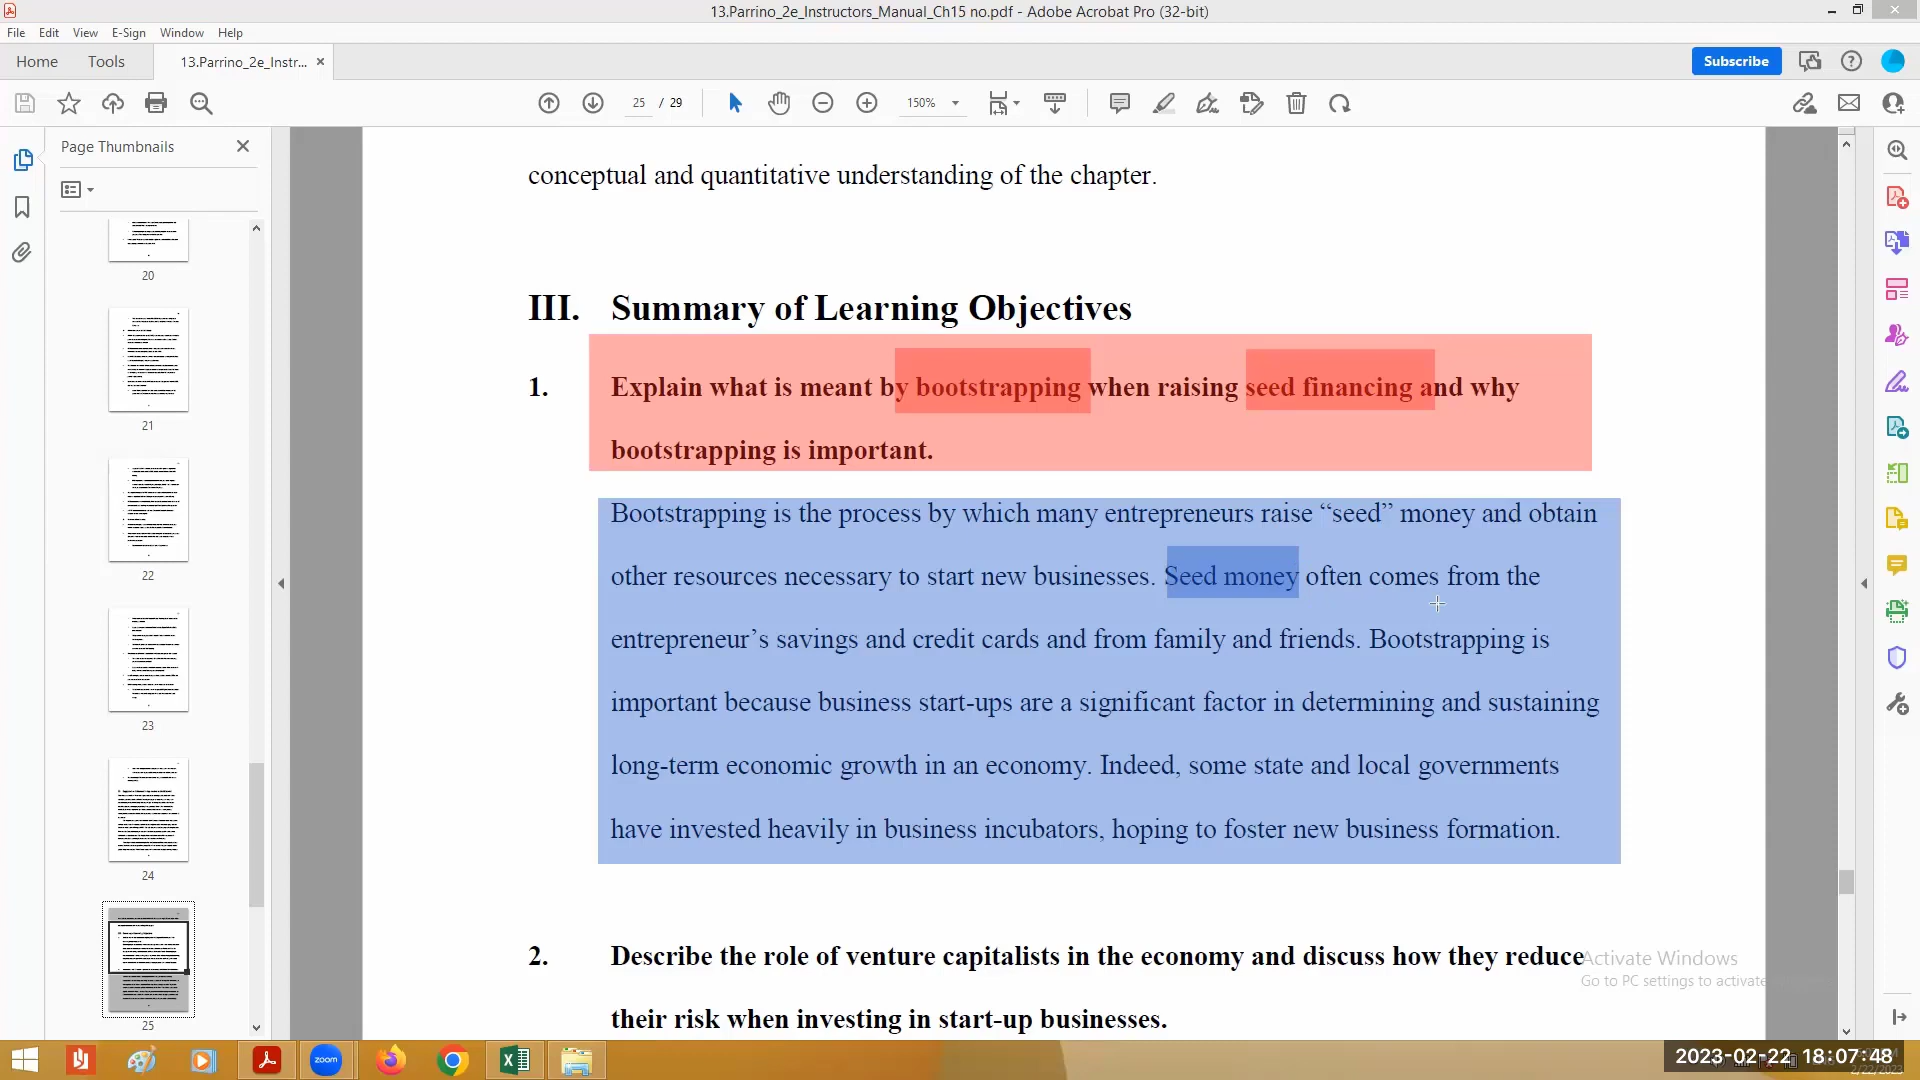 13.Parrino_2e_Instructors_Manual_Ch15 no.pdf - Adobe Acrobat Pro (32-bit)
File Edit View E-Sign Window Help
Home Tools 13.Parrino_2e_Instr... Subscribe
25 / 29 150%
Page Thumbnails
20
21
22
23
24
25
conceptual and quantitative understanding of the chapter.
III. Summary of Learning Objectives
1. Explain what is meant by bootstrapping when raising seed financing and why
bootstrapping is important.
Bootstrapping is the process by which many entrepreneurs raise “seed” money and obtain
other resources necessary to start new businesses. Seed money often comes from the
entrepreneur’s savings and credit cards and from family and friends. Bootstrapping is
important because business start-ups are a significant factor in determining and sustaining
long-term economic growth in an economy. Indeed, some state and local governments
have invested heavily in business incubators, hoping to foster new business formation.
2. Describe the role of venture capitalists in the economy and discuss how they reduce
their risk when investing in start-up businesses.
Activate Windows
Go to PC settings to activate
zoom
2023-02-22 18:07:48